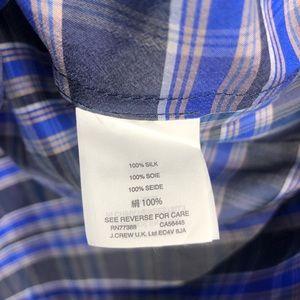 100% SILK
100% SOIE
100% SEIDE
絹 100%
SEE REVERSE FOR CARE
RN77388 CA56445
J.CREW U.K. Ltd EC4V 6JA